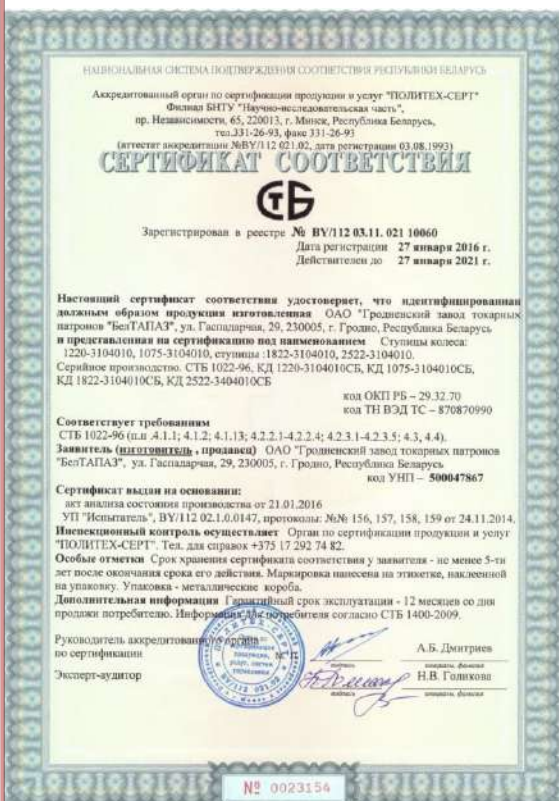 НАЦИОНАЛЬНАЯ СИСТЕМА ПОДТВЕРЖДЕНИЯ СООТВЕТСТВИЯ РЕСПУБЛИКИ БЕЛАРУСЬ
Аккредитованный орган по сертификации продукции и услуг "ПОЛИТЕХ-СЕРТ"
Филиал БНТУ "Научно-исследовательская часть",
пр. Независимости, 65, 220013, г. Минск, Республика Беларусь,
тел.331-26-93, факс 331-26-93
(аттестат аккредитации №BY/112 021.02, дата регистрации 03.08.1993)
СЕРТИФИКАТ СООТВЕТСТВИЯ
СТБ
Зарегистрирован в реестре № BY/112 03.11. 021 10060
Дата регистрации 27 января 2016 г.
Действителен до 27 января 2021 г.
Настоящий сертификат соответствия удостоверяет, что идентифицированная
должным образом продукция изготовленная ОАО "Гродненский завод токарных
патронов "БелТАПАЗ", ул. Гаспадарчая, 29, 230005, г. Гродно, Республика Беларусь
и представленная на сертификацию под наименованием Ступицы колеса:
1220-3104010, 1075-3104010, ступицы :1822-3104010, 2522-3104010.
Серийное производство. СТБ 1022-96, КД 1220-3104010СБ, КД 1075-3104010СБ,
КД 1822-3104010СБ, КД 2522-3404010СБ
код ОКП РБ – 29.32.70
код ТН ВЭД ТС – 870870990
Соответствует требованиям
СТБ 1022-96 (п.п .4.1.1; 4.1.2; 4.1.13; 4.2.2.1-4.2.2.4; 4.2.3.1-4.2.3.5; 4.3, 4.4).
Заявитель (изготовитель , продавец) ОАО "Гродненский завод токарных патронов
"БелТАПАЗ", ул. Гаспадарчая, 29, 230005, г. Гродно, Республика Беларусь
код УНП – 500047867
Сертификат выдан на основании:
акт анализа состояния производства от 21.01.2016
УП "Испытатель", BY/112 02.1.0.0147, протоколы: №№ 156, 157, 158, 159 от 24.11.2014.
Инспекционный контроль осуществляет Орган по сертификации продукции и услуг
"ПОЛИТЕХ-СЕРТ". Тел. для справок +375 17 292 74 82.
Особые отметки Срок хранения сертификата соответствия у заявителя - не менее 5-ти
лет после окончания срока его действия. Маркировка нанесена на этикетке, наклеенной
на упаковку. Упаковка - металлические короба.
Дополнительная информация Гарантийный срок эксплуатации - 12 месяцев со дня
продажи потребителю. Информация для потребителя согласно СТБ 1400-2009.
Руководитель аккредитованного органа
по сертификации
подпись
А.Б. Дмитриев
инициалы, фамилия
Эксперт-аудитор
подпись
Н.В. Голикова
инициалы, фамилия
№ 0023154